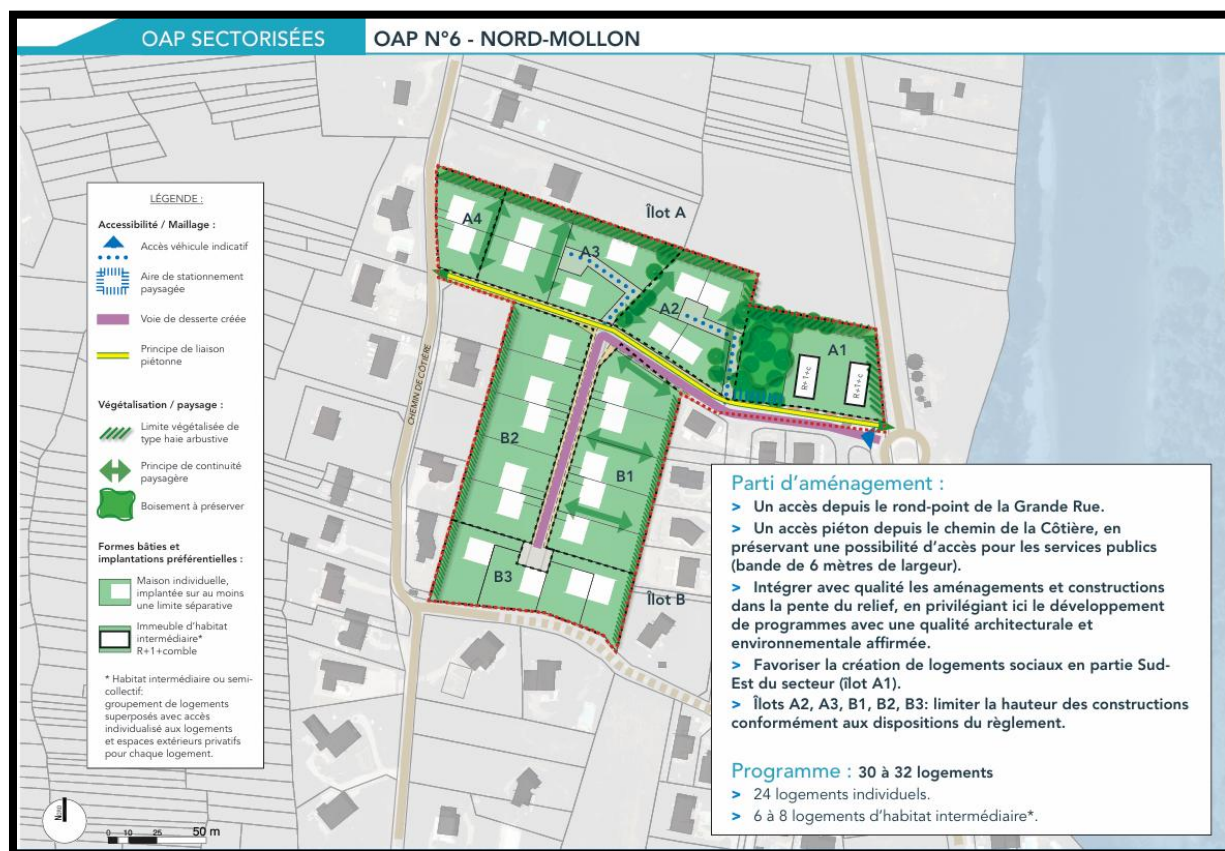 OAP SECTORISÉES
OAP N°6 - NORD-MOLLON
LÉGENDE :
Accessibilité / Maillage :
Accès véhicule indicatif
Aire de stationnement
paysagée
Voie de desserte créée
Principe de liaison
piétonne
Végétalisation / paysage :
Limite végétalisée de
type haie arbustive
Principe de continuité
paysagère
Boisement à préserver
Formes bâties et
implantations préférentielles :
Maison individuelle,
implantée sur au moins
une limite séparative
Immeuble d'habitat
intermédiaire*
R+1+comble
* Habitat intermédiaire ou semi-
collectif:
groupement de logements
superposés avec accès
individualisé aux logements
et espaces extérieurs privatifs
pour chaque logement.
Îlot A
A4
A3
A2
A1
R+1+c
R+1+c
CHEMIN DE CÔTIÈRE
B2
B1
B3
Îlot B
Parti d'aménagement :
> Un accès depuis le rond-point de la Grande Rue.
> Un accès piéton depuis le chemin de la Côtière, en
préservant une possibilité d'accès pour les services publics
(bande de 6 mètres de largeur).
> Intégrer avec qualité les aménagements et constructions
dans la pente du relief, en privilégiant ici le développement
de programmes avec une qualité architecturale et
environnementale affirmée.
> Favoriser la création de logements sociaux en partie Sud-
Est du secteur (îlot A1).
> Îlots A2, A3, B1, B2, B3: limiter la hauteur des constructions
conformément aux dispositions du règlement.
Programme : 30 à 32 logements
> 24 logements individuels.
> 6 à 8 logements d'habitat intermédiaire*.
NORD
0 10 25 50 m